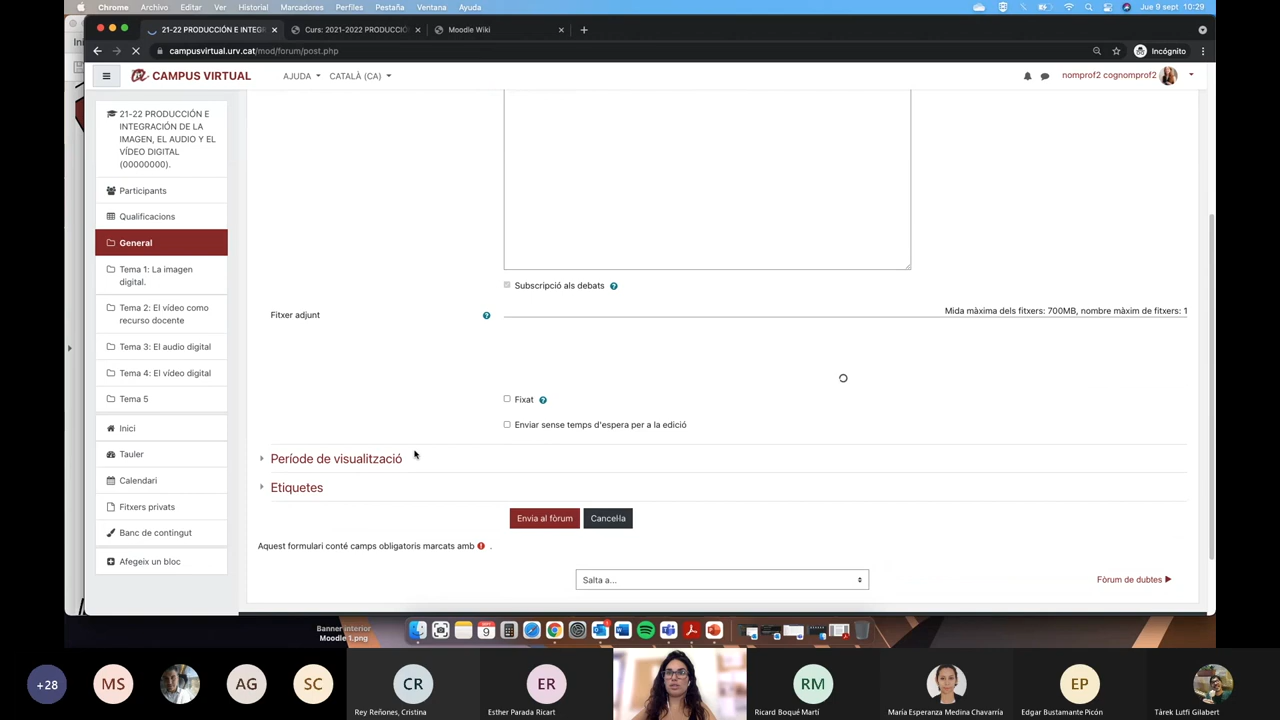 Chrome Archivo Editar Ver Historial Marcadores Perfiles Pestaña Ventana Ayuda
Jue 9 sept 10:29
21-22 PRODUCCIÓN E INTEGR
Curs: 2021-2022 PRODUCCIÓ
Moodle Wiki
campusvirtual.urv.cat/mod/forum/post.php
Incógnito
CAMPUS VIRTUAL
AJUDA
CATALÀ (CA)
nomprof2 cognomprof2
21-22 PRODUCCIÓN E
INTEGRACIÓN DE LA
IMAGEN, EL AUDIO Y EL
VÍDEO DIGITAL
(00000000).
Participants
Qualificacions
General
Tema 1: La imagen
digital.
Tema 2: El vídeo como
recurso docente
Tema 3: El audio digital
Tema 4: El vídeo digital
Tema 5
Inici
Tauler
Calendari
Fitxers privats
Banc de contingut
Afegeix un bloc
Subscripció als debats
Fitxer adjunt
Mida màxima dels fitxers: 700MB, nombre màxim de fitxers: 1
Fixat
Enviar sense temps d'espera per a la edició
Període de visualització
Etiquetes
Envia al fòrum
Cancel·la
Aquest formulari conté camps obligatoris marcats amb .
Salta a...
Fòrum de dubtes
Banner interior
Moodle 1.png
+28
MS
AG
SC
CR
Rey Reñones, Cristina
ER
Esther Parada Ricart
RM
Ricard Boqué Martí
María Esperanza Medina Chavarría
EP
Edgar Bustamante Picón
Tárek Lutfi Gilabert